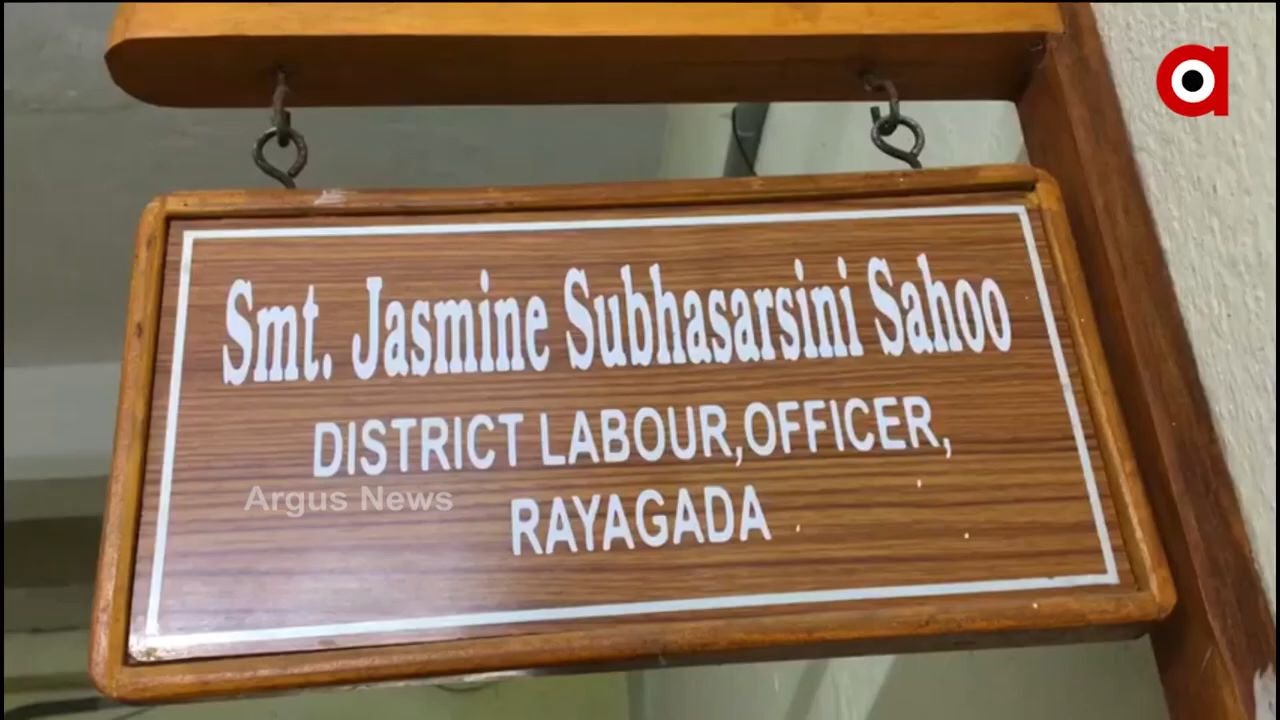 Smt. Jasmine Subhasarsini Sahoo
DISTRICT LABOUR,OFFICER,
Argus News
RAYAGADA